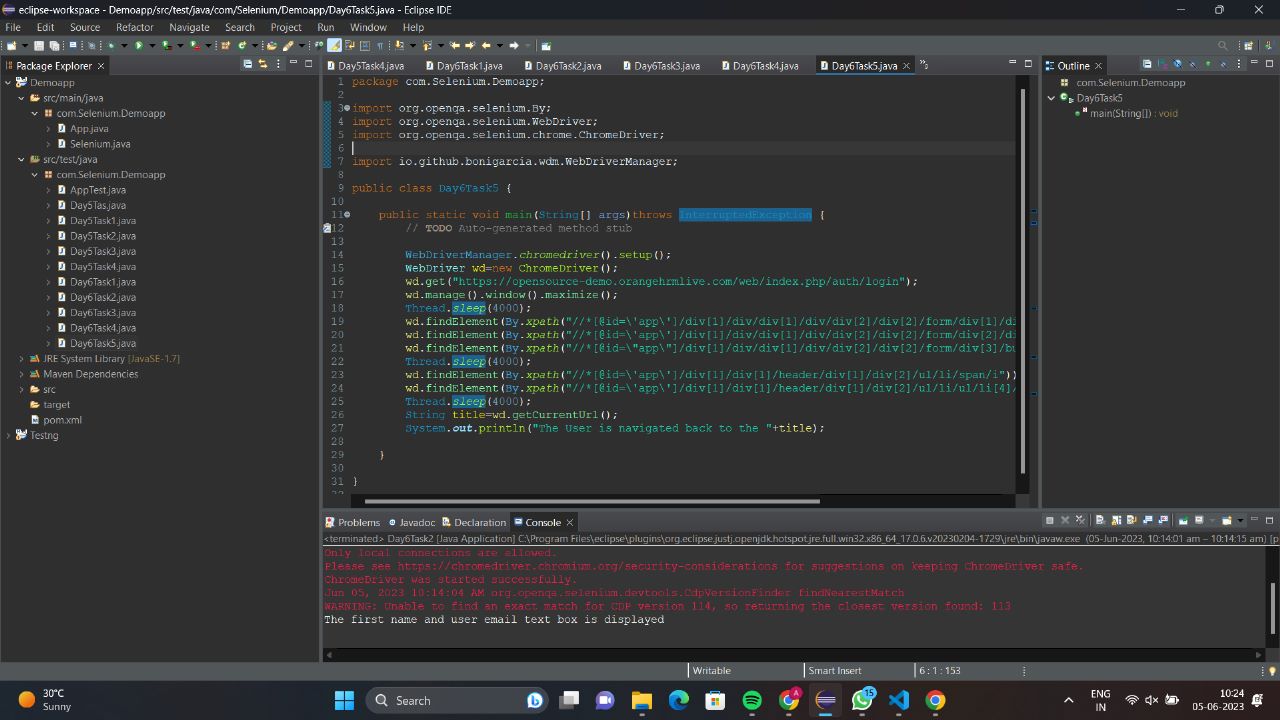 eclipse-workspace - Demoapp/src/test/java/com/Selenium/Demoapp/Day6Task5.java - Eclipse IDE
File Edit Source Refactor Navigate Search Project Run Window Help
Package Explorer
Demoapp
src/main/java
com.Selenium.Demoapp
App.java
Selenium.java
src/test/java
com.Selenium.Demoapp
AppTest.java
Day5Tas.java
Day5Task1.java
Day5Task2.java
Day5Task3.java
Day5Task4.java
Day6Task1.java
Day6Task2.java
Day6Task3.java
Day6Task4.java
Day6Task5.java
JRE System Library [JavaSE-1.7]
Maven Dependencies
src
target
pom.xml
Testng
Day5Task4.java Day6Task1.java Day6Task2.java Day6Task3.java Day6Task4.java Day6Task5.java
1 package com.Selenium.Demoapp;
2
3 import org.openqa.selenium.By;
4 import org.openqa.selenium.WebDriver;
5 import org.openqa.selenium.chrome.ChromeDriver;
6
7 import io.github.bonigarcia.wdm.WebDriverManager;
8
9 public class Day6Task5 {
10
11 public static void main(String[] args)throws InterruptedException {
12 // TODO Auto-generated method stub
13
14 WebDriverManager.chromedriver().setup();
15 WebDriver wd=new ChromeDriver();
16 wd.get("https://opensource-demo.orangehrmlive.com/web/index.php/auth/login");
17 wd.manage().window().maximize();
18 Thread.sleep(4000);
19 wd.findElement(By.xpath("//*[@id=\'app\']/div[1]/div/div[1]/div/div[2]/div[2]/form/div[1]/di
20 wd.findElement(By.xpath("//*[@id=\'app\']/div[1]/div/div[1]/div/div[2]/div[2]/form/div[2]/di
21 wd.findElement(By.xpath("//*[@id=\"app\"]/div[1]/div/div[1]/div/div[2]/div[2]/form/div[3]/bu
22 Thread.sleep(4000);
23 wd.findElement(By.xpath("//*[@id=\'app\']/div[1]/div[1]/header/div[1]/div[2]/ul/li/span/i"))
24 wd.findElement(By.xpath("//*[@id=\'app\']/div[1]/div[1]/header/div[1]/div[2]/ul/li/ul/li[4]/
25 Thread.sleep(4000);
26 String title=wd.getCurrentUrl();
27 System.out.println("The User is navigated back to the "+title);
28
29 }
30
31 }
Outline
com.Selenium.Demoapp
Day6Task5
main(String[]) : void
Problems Javadoc Declaration Console
<terminated> Day6Task2 [Java Application] C:\Program Files\eclipse\plugins\org.eclipse.justj.openjdk.hotspot.jre.full.win32.x86_64_17.0.6.v20230204-1729\jre\bin\javaw.exe (05-Jun-2023, 10:14:01 am – 10:14:15 am) [p
Only local connections are allowed.
Please see https://chromedriver.chromium.org/security-considerations for suggestions on keeping ChromeDriver safe.
ChromeDriver was started successfully.
Jun 05, 2023 10:14:04 AM org.openqa.selenium.devtools.CdpVersionFinder findNearestMatch
WARNING: Unable to find an exact match for CDP version 114, so returning the closest version found: 113
The first name and user email text box is displayed
Writable Smart Insert 6 : 1 : 153
30°C
Sunny
Search
15
ENG
IN
10:24
05-06-2023